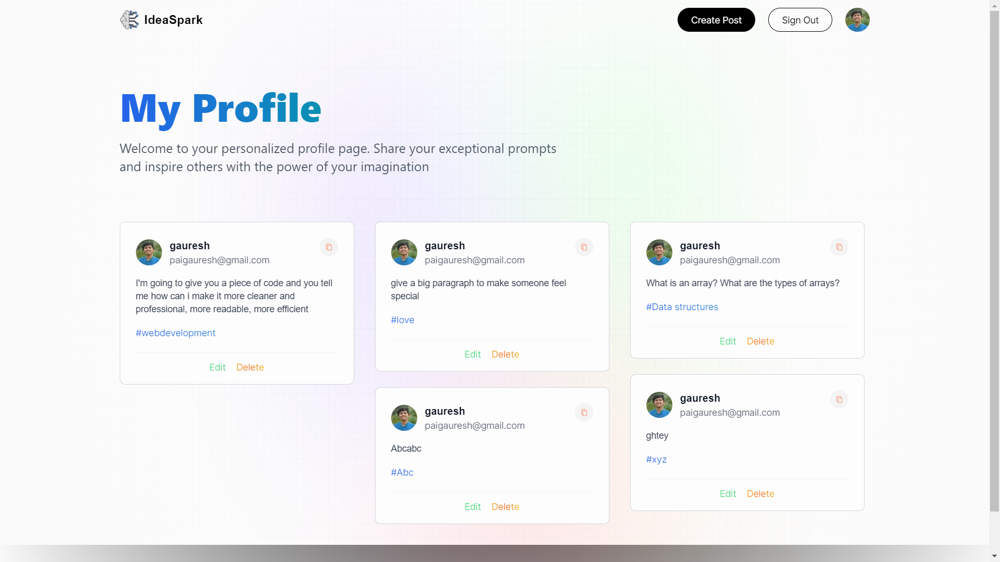 IdeaSpark
Create Post
Sign Out
My Profile
Welcome to your personalized profile page. Share your exceptional prompts
and inspire others with the power of your imagination
gauresh
paigauresh@gmail.com
I'm going to give you a piece of code and you tell
me how can i make it more cleaner and
professional, more readable, more efficient
#webdevelopment
Edit Delete
gauresh
paigauresh@gmail.com
give a big paragraph to make someone feel
special
#love
Edit Delete
gauresh
paigauresh@gmail.com
Abcabc
#Abc
Edit Delete
gauresh
paigauresh@gmail.com
What is an array? What are the types of arrays?
#Data structures
Edit Delete
gauresh
paigauresh@gmail.com
ghtey
#xyz
Edit Delete